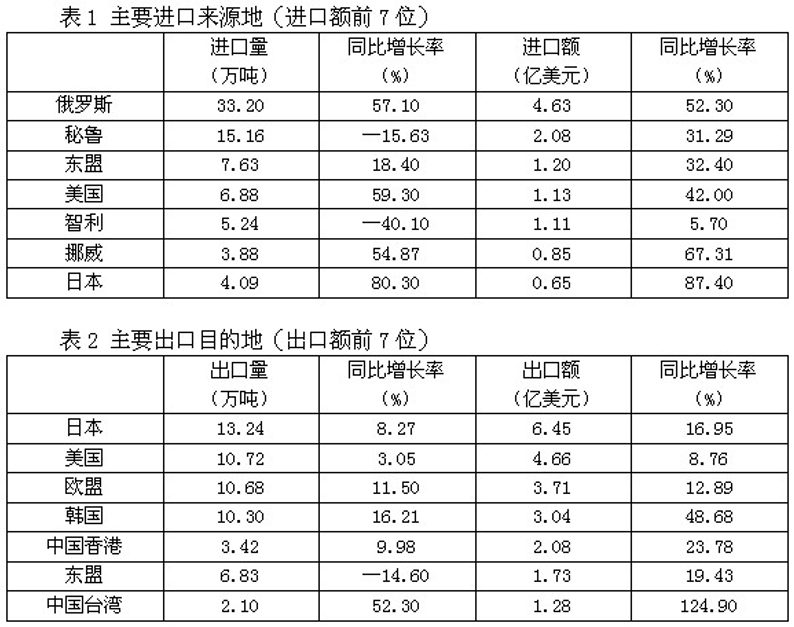 表1 主要进口来源地（进口额前7位）
进口量（万吨） 同比增长率（%） 进口额（亿美元） 同比增长率（%）
俄罗斯 33.20 57.10 4.63 52.30
秘鲁 15.16 —15.63 2.08 31.29
东盟 7.63 18.40 1.20 32.40
美国 6.88 59.30 1.13 42.00
智利 5.24 —40.10 1.11 5.70
挪威 3.88 54.87 0.85 67.31
日本 4.09 80.30 0.65 87.40
表2 主要出口目的地（出口额前7位）
出口量（万吨） 同比增长率（%） 出口额（亿美元） 同比增长率（%）
日本 13.24 8.27 6.45 16.95
美国 10.72 3.05 4.66 8.76
欧盟 10.68 11.50 3.71 12.89
韩国 10.30 16.21 3.04 48.68
中国香港 3.42 9.98 2.08 23.78
东盟 6.83 —14.60 1.73 19.43
中国台湾 2.10 52.30 1.28 124.90